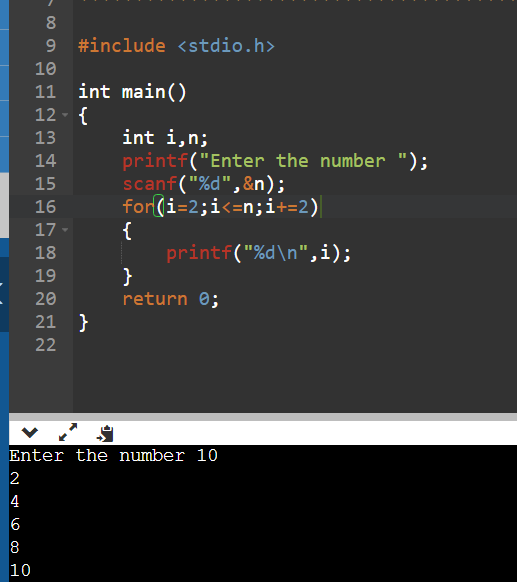 8
9 #include <stdio.h>
10
11 int main()
12 {
13 int i,n;
14 printf("Enter the number ");
15 scanf("%d",&n);
16 for(i=2;i<=n;i+=2)
17 {
18 printf("%d\n",i);
19 }
20 return 0;
21 }
22
Enter the number 10
2
4
6
8
10